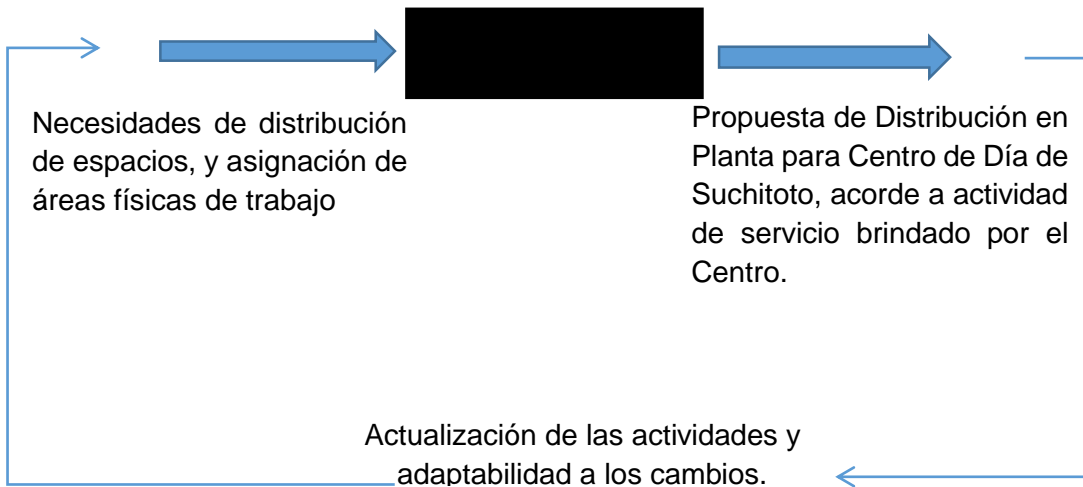 Necesidades de distribución
de espacios, y asignación de
áreas físicas de trabajo
Propuesta de Distribución en
Planta para Centro de Día de
Suchitoto, acorde a actividad
de servicio brindado por el
Centro.
Actualización de las actividades y
adaptabilidad a los cambios.